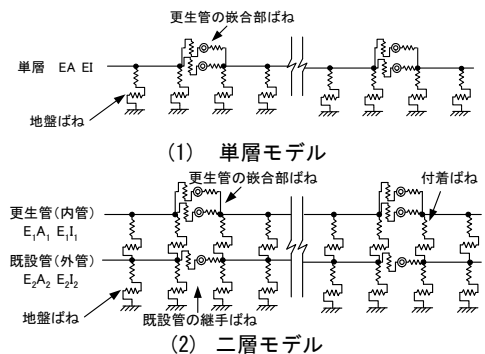 更生管の嵌合部ばね
単層 EA EI
地盤ばね
(1) 単層モデル
更生管の嵌合部ばね
付着ばね
更生管(内管)
E₁A₁ E₁I₁
既設管(外管)
E₂A₂ E₂I₂
地盤ばね
既設管の継手ばね
(2) 二層モデル